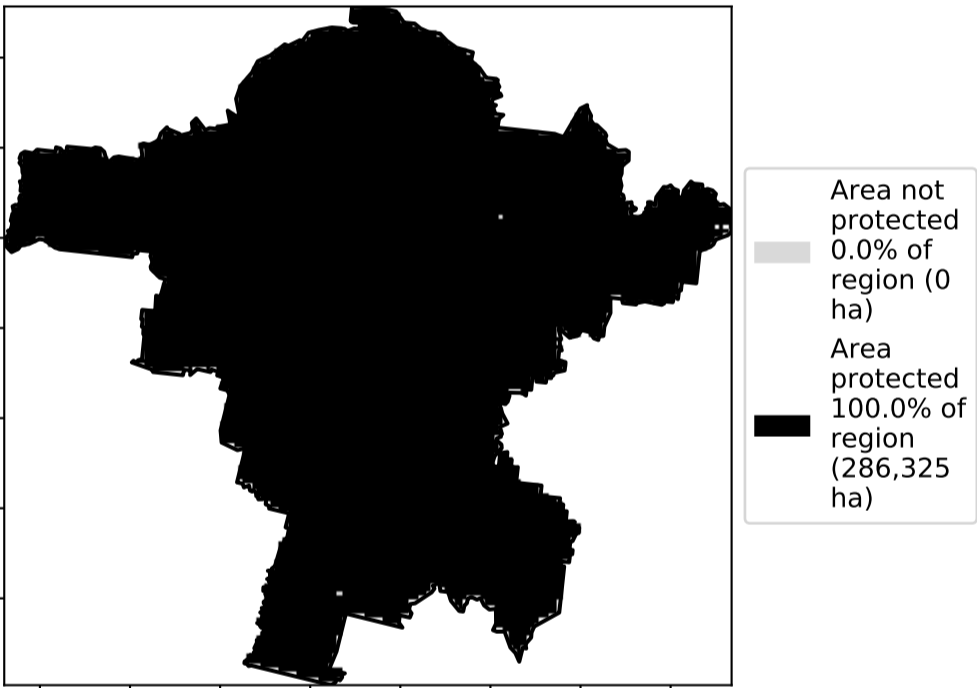 Area not
protected
0.0% of
region (0
ha)
Area
protected
100.0% of
region
(286,325
ha)